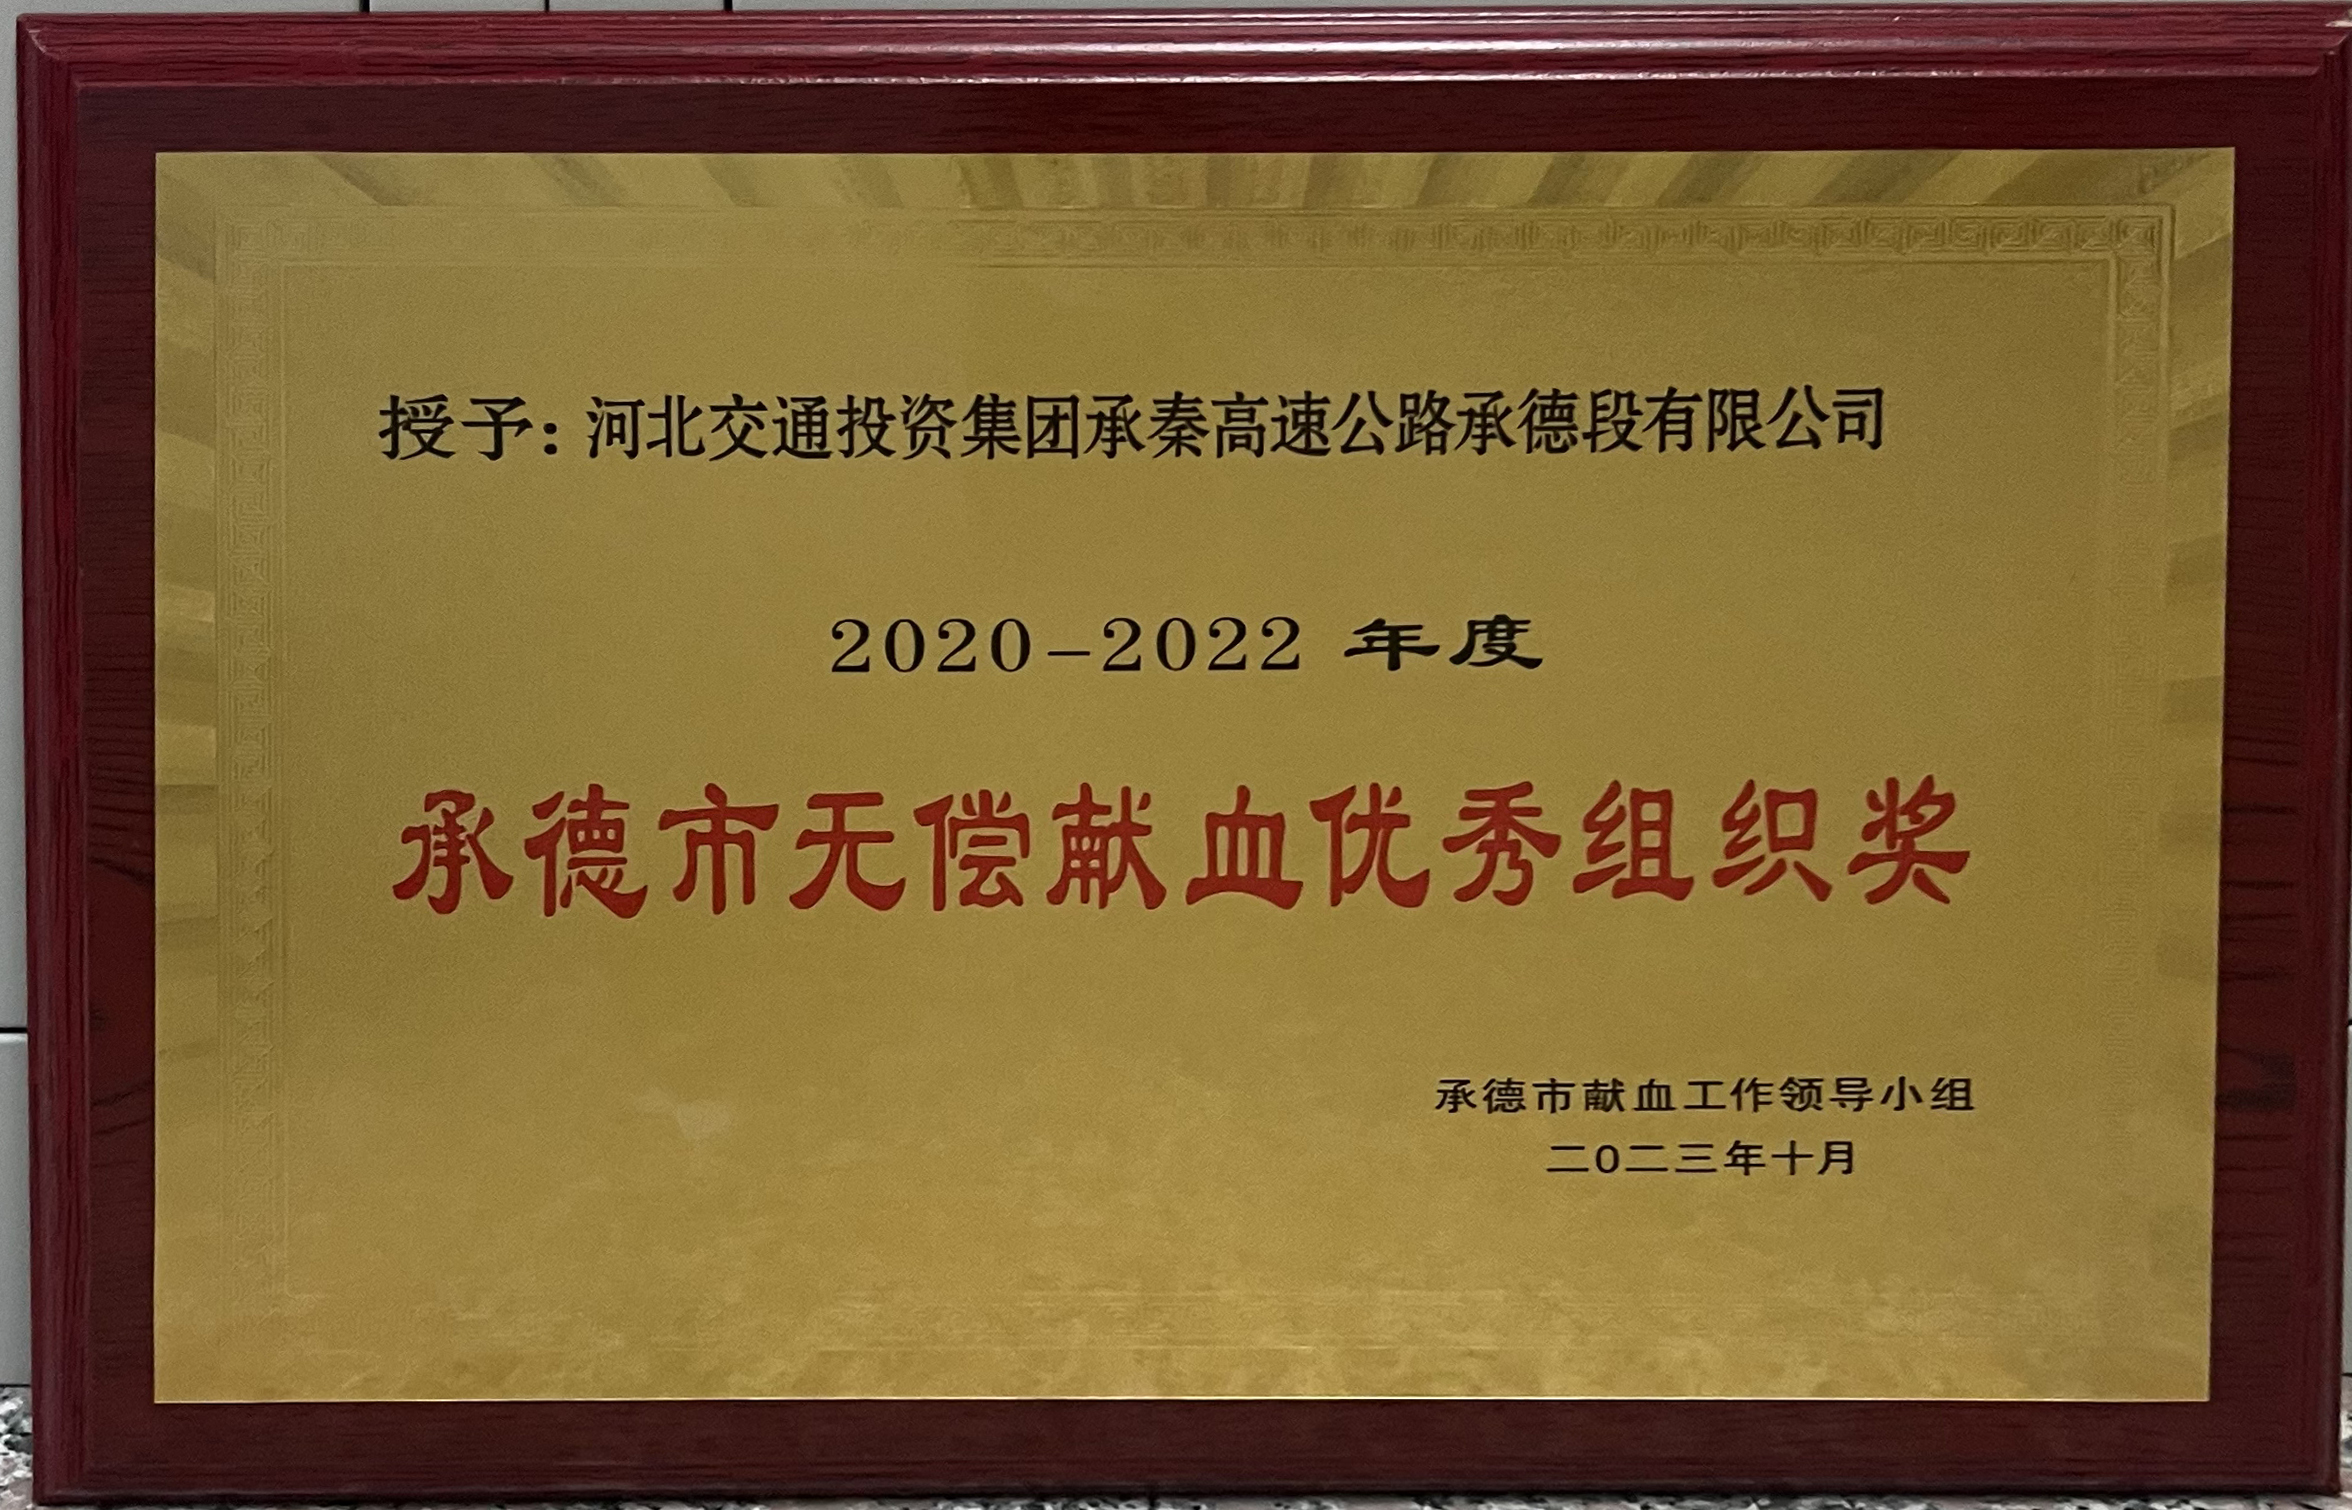 授予：河北交通投资集团承秦高速公路承德段有限公司
2020-2022 年度
承德市无偿献血优秀组织奖
承德市献血工作领导小组
二〇二三年十月